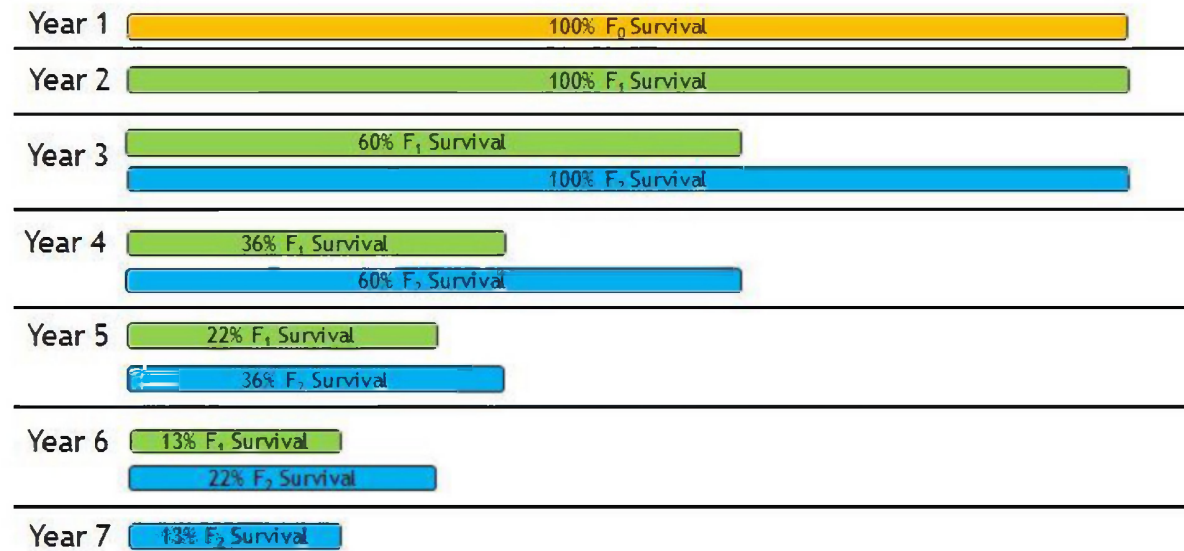 Year 1
100% F₀ Survival
Year 2
100% F₁ Survival
Year 3
60% F₁ Survival
100% F₂ Survival
Year 4
36% F₁ Survival
60% F₂ Survival
Year 5
22% F₁ Survival
36% F₂ Survival
Year 6
13% F₁ Survival
22% F₂ Survival
Year 7
13% F₂ Survival